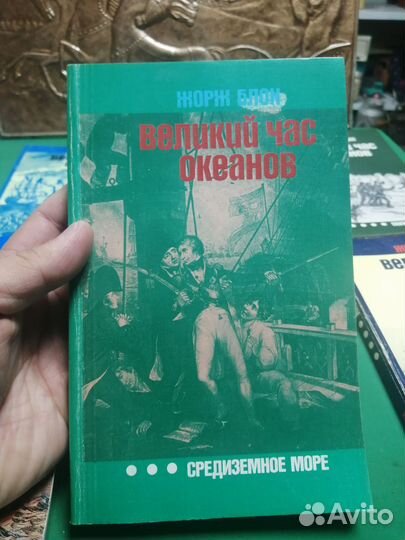 ЖОРЖ БЛОН
ВЕЛИКИЙ ЧАС
ОКЕАНОВ
СРЕДИЗЕМНОЕ МОРЕ
Avito